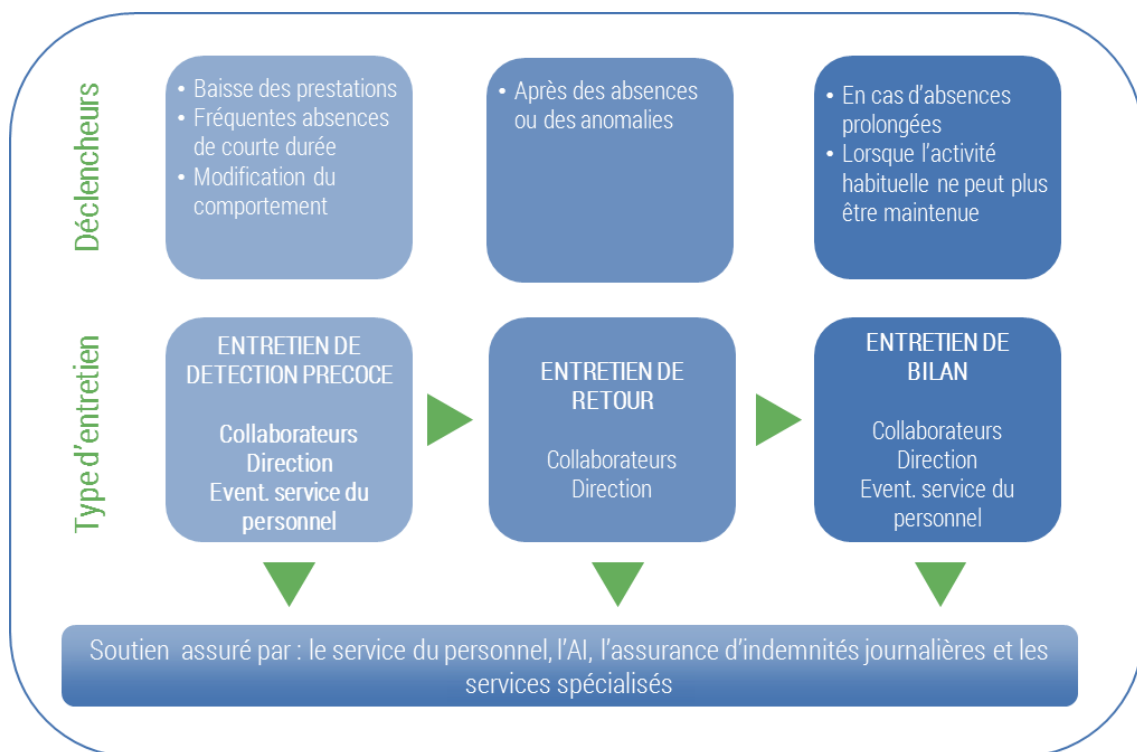 Déclencheurs
• Baisse des prestations
• Fréquentes absences
de courte durée
• Modification du
comportement
• Après des absences
ou des anomalies
• En cas d'absences
prolongées
• Lorsque l'activité
habituelle ne peut plus
être maintenue
Type d'entretien
ENTRETIEN DE
DETECTION PRECOCE
Collaborateurs
Direction
Event. service du
personnel
ENTRETIEN DE
RETOUR
Collaborateurs
Direction
ENTRETIEN DE
BILAN
Collaborateurs
Direction
Event. service du
personnel
Soutien assuré par : le service du personnel, l'AI, l'assurance d'indemnités journalières et les
services spécialisés